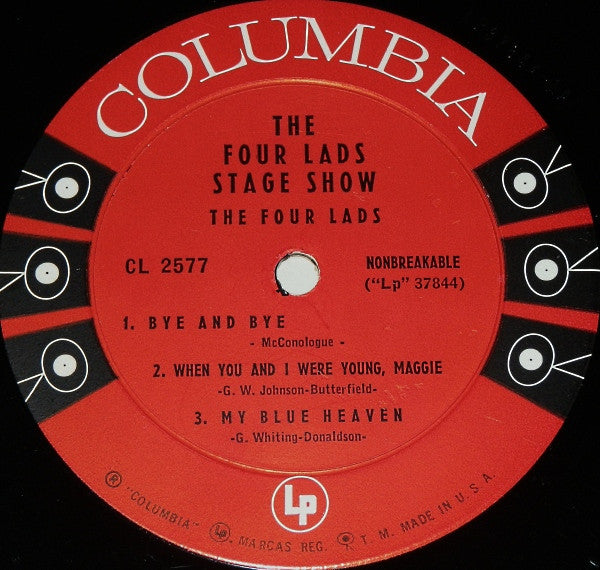 COLUMBIA
THE
FOUR LADS
STAGE SHOW
THE FOUR LADS
CL 2577
NONBREAKABLE
("Lp" 37844)
1. BYE AND BYE
- McConologue -
2. WHEN YOU AND I WERE YOUNG, MAGGIE
-G. W. Johnson-Butterfield-
3. MY BLUE HEAVEN
-G. Whiting-Donaldson-
Lp
® "COLUMBIA" MARCAS REG. T. M. MADE IN U. S. A.